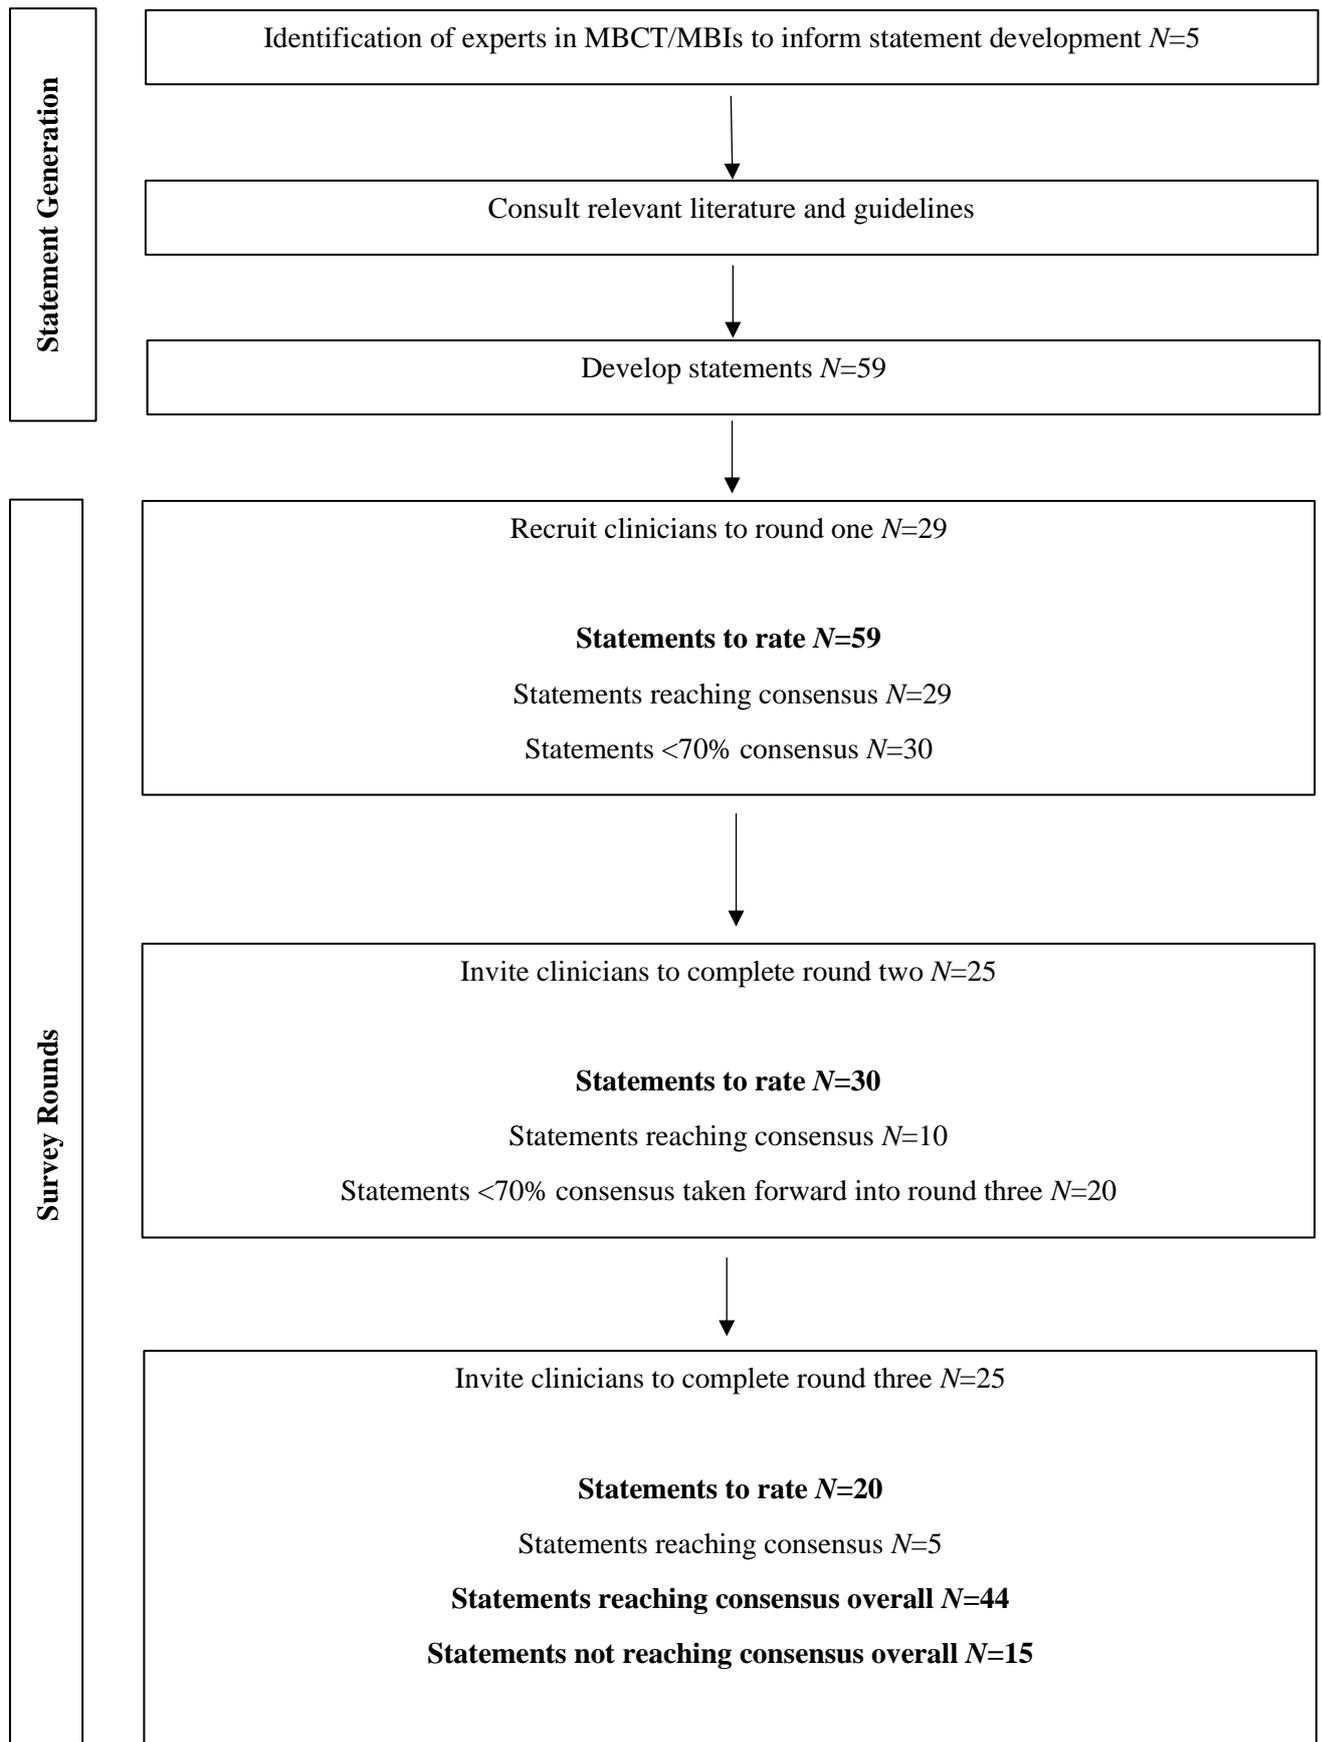 Statement Generation
Identification of experts in MBCT/MBIs to inform statement development N=5
Consult relevant literature and guidelines
Develop statements N=59
Survey Rounds
Recruit clinicians to round one N=29
Statements to rate N=59
Statements reaching consensus N=29
Statements <70% consensus N=30
Invite clinicians to complete round two N=25
Statements to rate N=30
Statements reaching consensus N=10
Statements <70% consensus taken forward into round three N=20
Invite clinicians to complete round three N=25
Statements to rate N=20
Statements reaching consensus N=5
Statements reaching consensus overall N=44
Statements not reaching consensus overall N=15